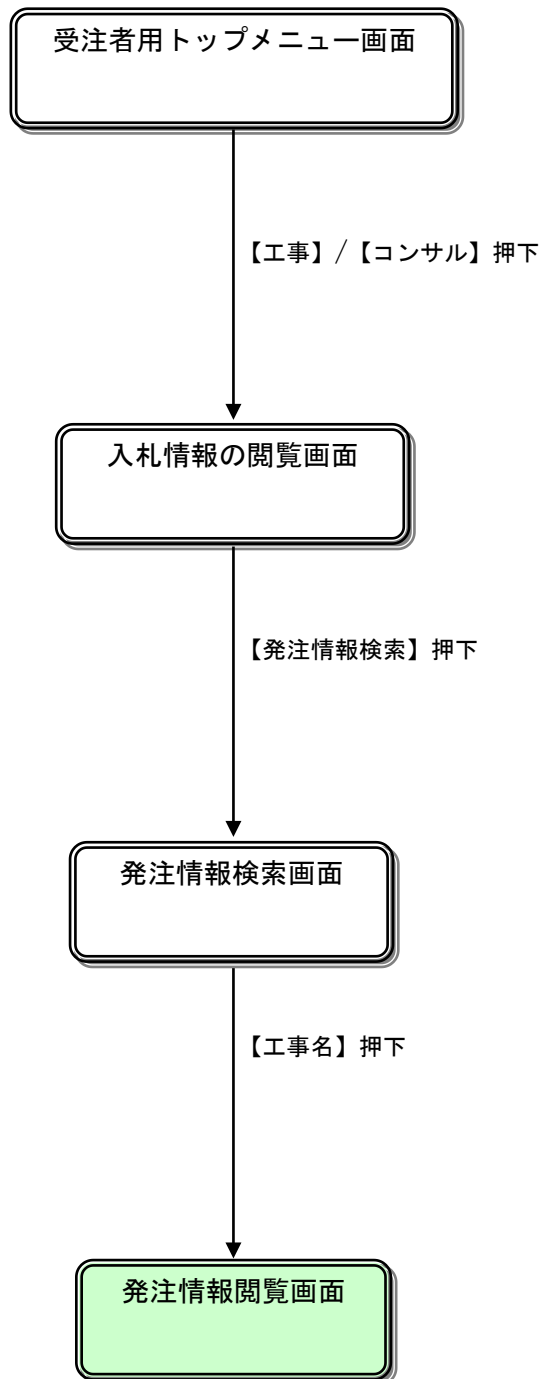 受注者用トップメニュー画面
【工事】/【コンサル】押下
入札情報の閲覧画面
【発注情報検索】押下
発注情報検索画面
【工事名】押下
発注情報閲覧画面